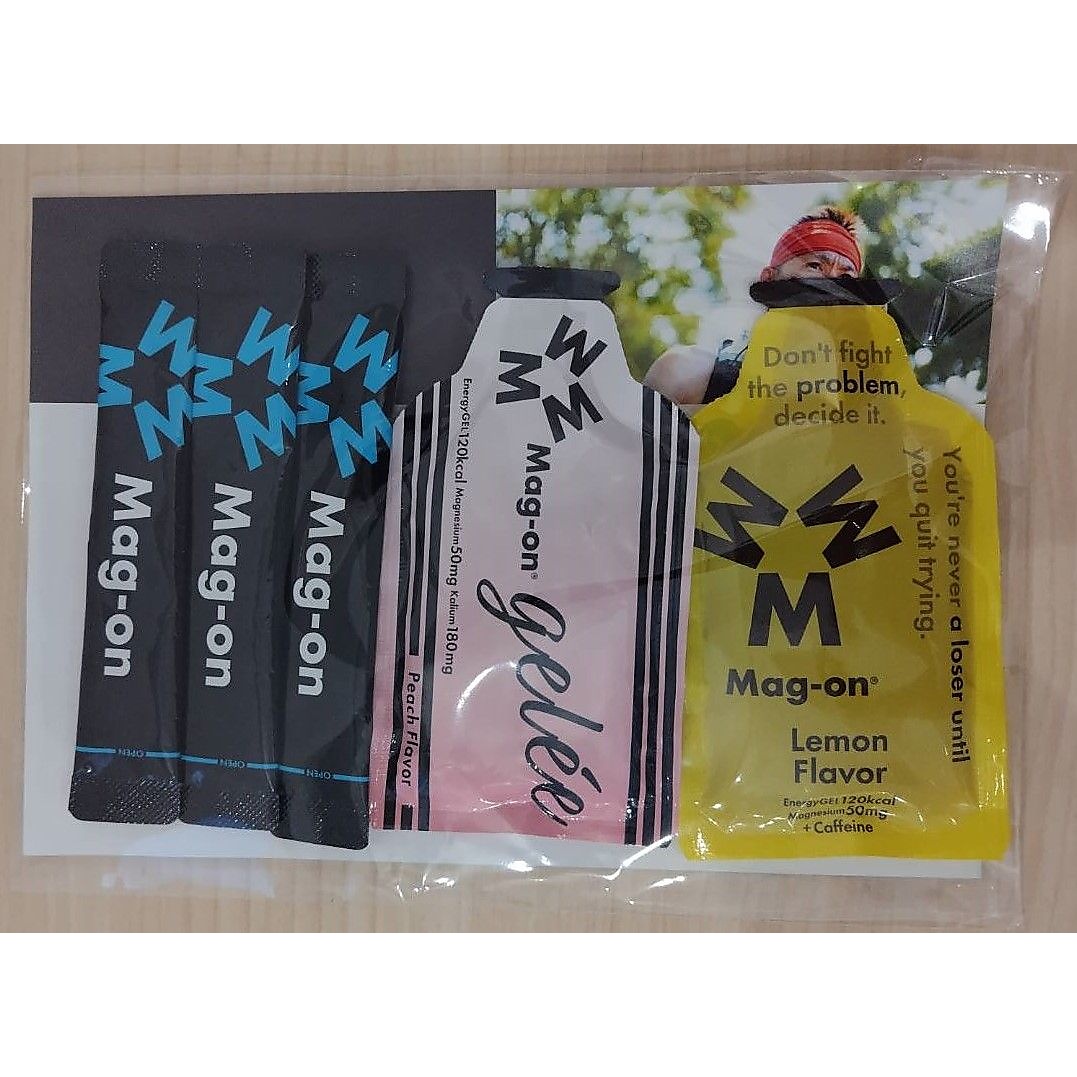 M
M
M
Mag-on
OPEN
M
M
M
Mag-on
OPEN
M
M
M
Mag-on
OPEN
M
M
M
Mag-on®
gelée
EnergyGEL120kcal Magnesium50mg Kalium180mg
Peach Flavor
Don't fight
the problem,
decide it.
You're never a loser until
you quit trying.
M
M
M
Mag-on®
Lemon
Flavor
EnergyGEL120kcal
Magnesium50mg
+ Caffeine